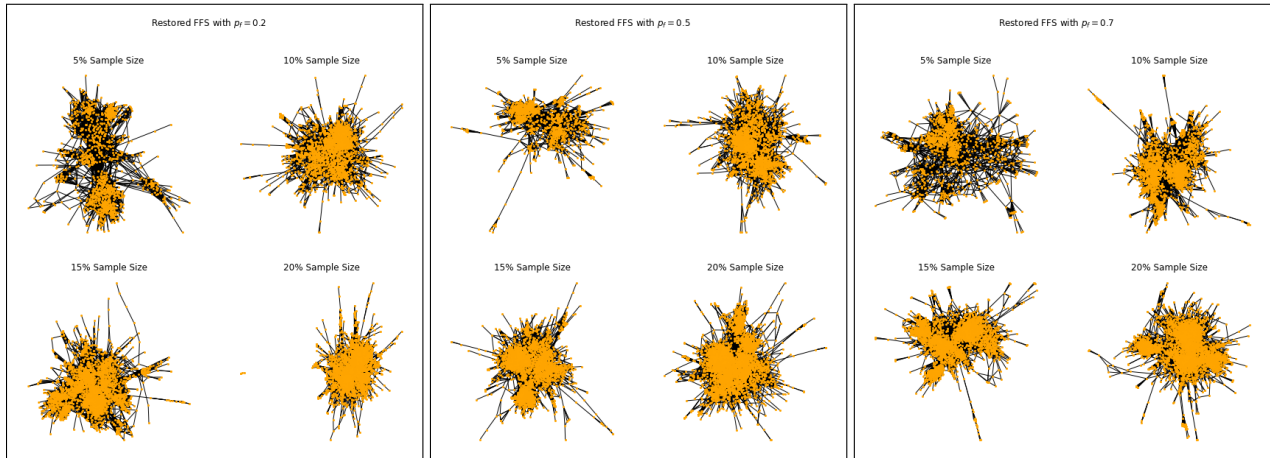 Restored FFS with p_f = 0.2
5% Sample Size
10% Sample Size
15% Sample Size
20% Sample Size
Restored FFS with p_f = 0.5
5% Sample Size
10% Sample Size
15% Sample Size
20% Sample Size
Restored FFS with p_f = 0.7
5% Sample Size
10% Sample Size
15% Sample Size
20% Sample Size